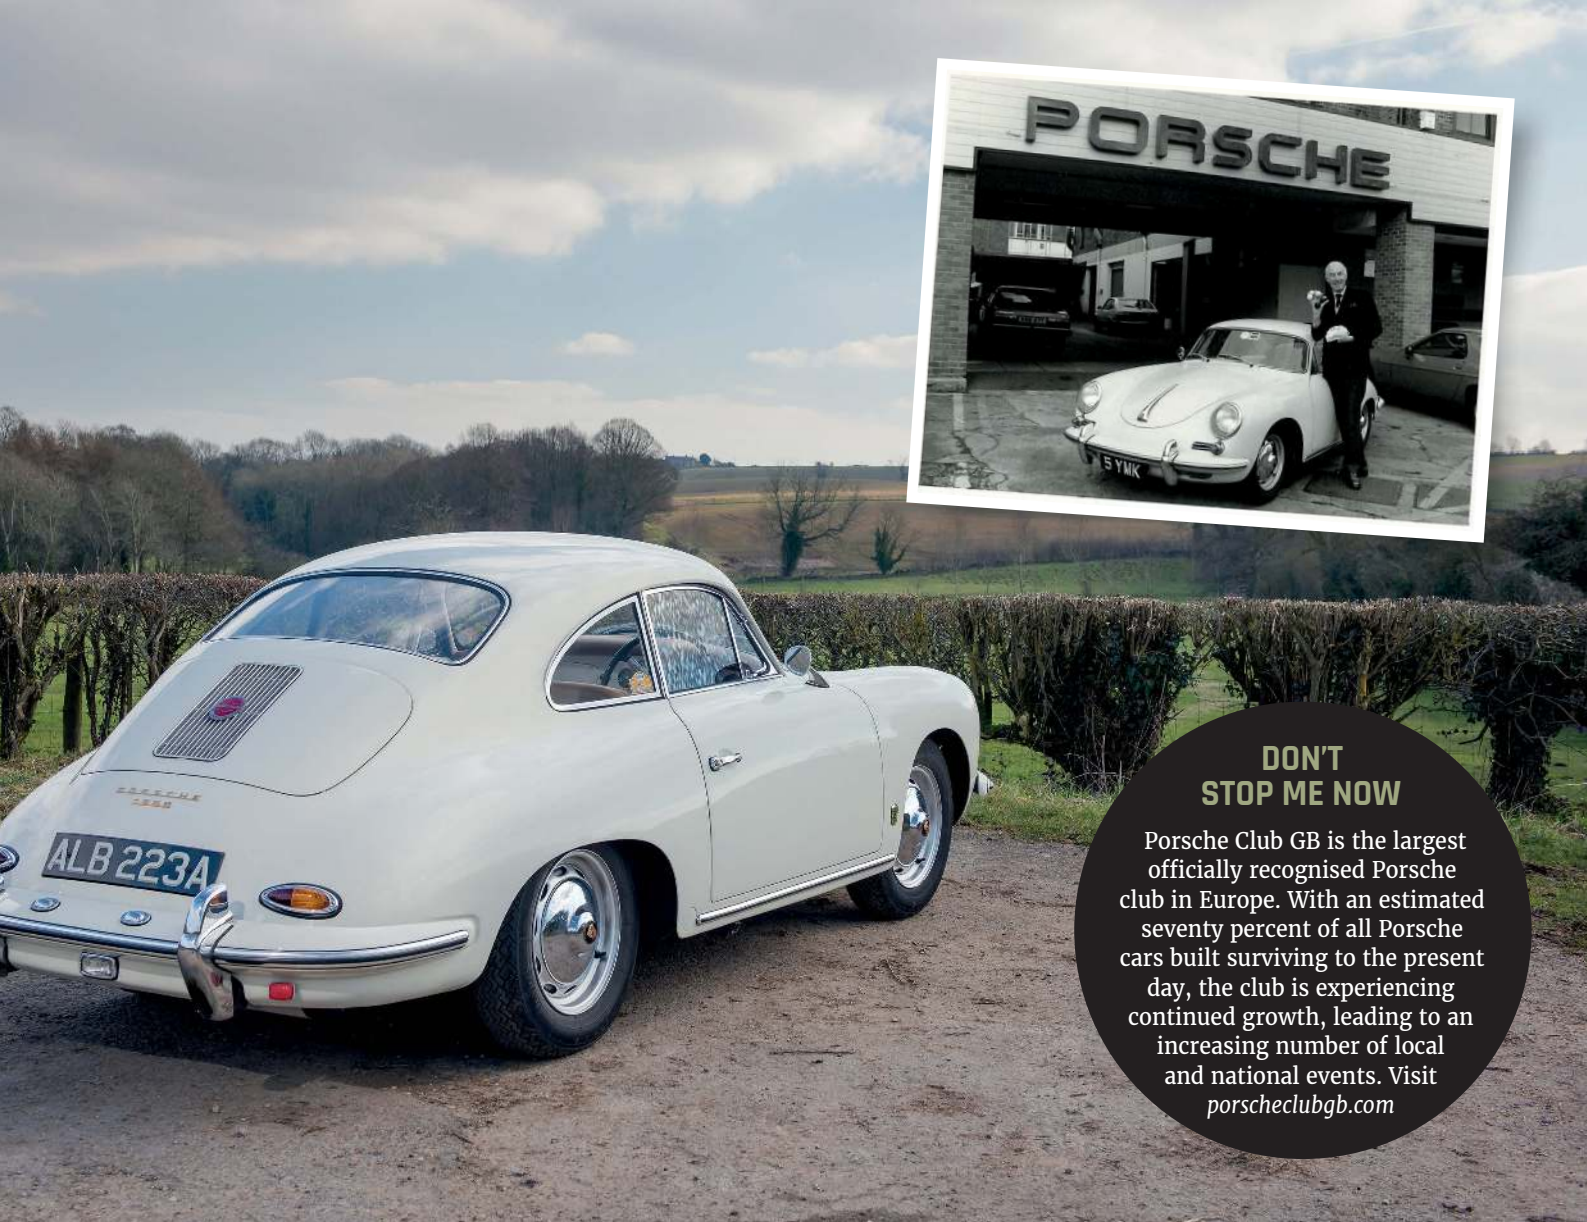 PORSCHE
5 YMK
PORSCHE
ALB 223A
DON'T
STOP ME NOW
Porsche Club GB is the largest
officially recognised Porsche
club in Europe. With an estimated
seventy percent of all Porsche
cars built surviving to the present
day, the club is experiencing
continued growth, leading to an
increasing number of local
and national events. Visit
porscheclubgb.com